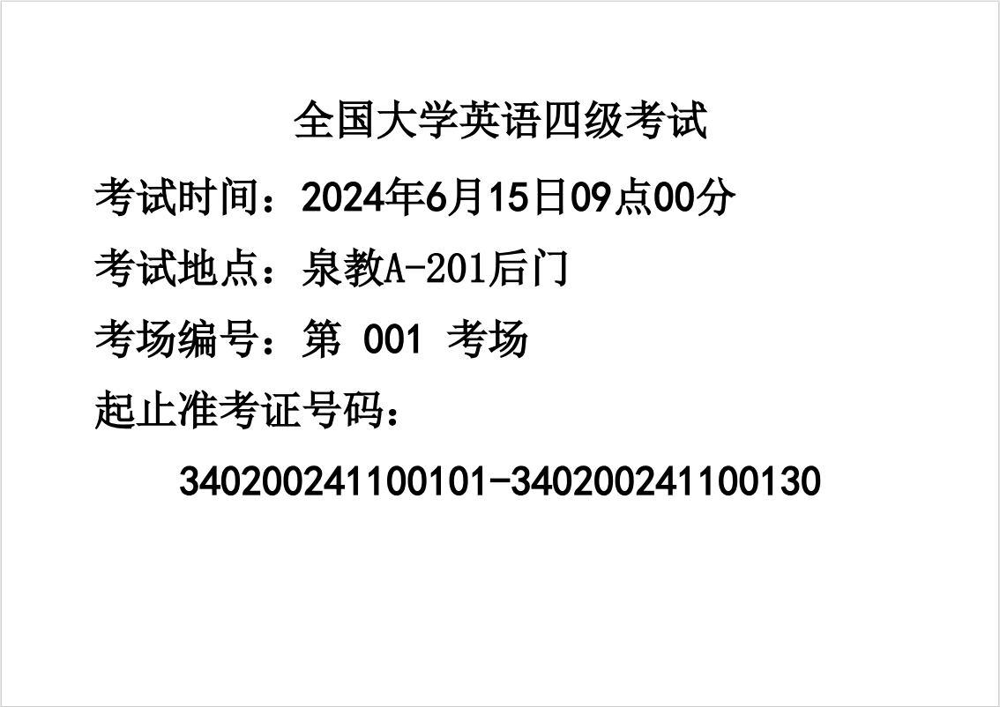 全国大学英语四级考试
考试时间：2024年6月15日09点00分
考试地点：泉教A-201后门
考场编号：第 001 考场
起止准考证号码：
340200241100101-340200241100130